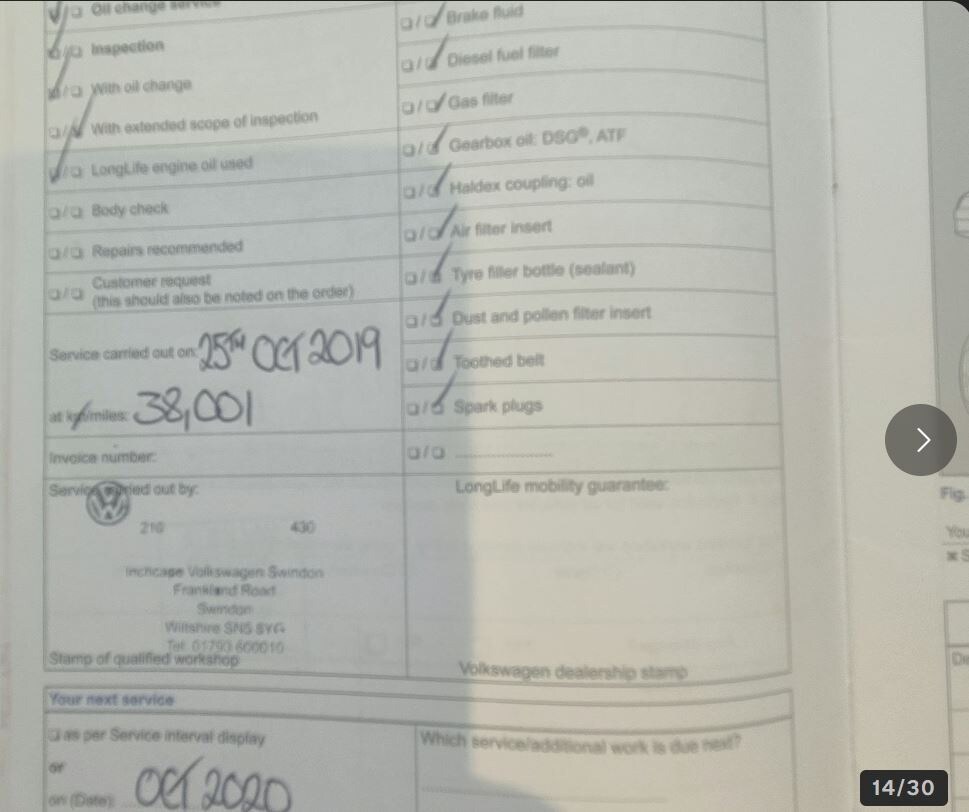 Oil change service
Inspection
With oil change
With extended scope of inspection
LongLife engine oil used
Body check
Repairs recommended
Customer request
(this should also be noted on the order)
Service carried out on: 25TH OCT 2019
at km/miles: 38,001
Invoice number:
Service carried out by:
210 430
Inchcape Volkswagen Swindon
Frankland Road
Swindon
Wiltshire SN5 8YG
Tel: 01793 600010
Stamp of qualified workshop
Brake fluid
Diesel fuel filter
Gas filter
Gearbox oil: DSG®, ATF
Haldex coupling: oil
Air filter insert
Tyre filler bottle (sealant)
Dust and pollen filter insert
Toothed belt
Spark plugs
LongLife mobility guarantee:
Volkswagen dealership stamp
Your next service
as per Service interval display
or
on (Date): OCT 2020
Which service/additional work is due next?
Fig.
You
14/30